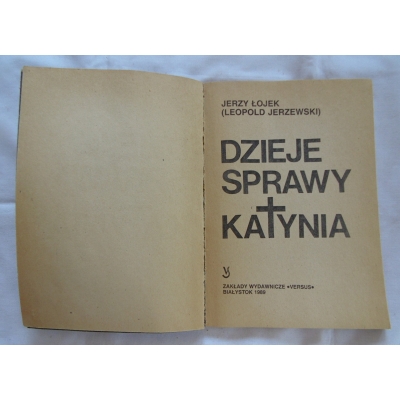 JERZY ŁOJEK
(LEOPOLD JERZEWSKI)
DZIEJE
SPRAWY
KATYNIA
ZAKŁADY WYDAWNICZE «VERSUS»
BIAŁYSTOK 1989